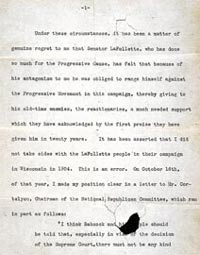 -1-
Under these circumstances, it has been a matter of
genuine regret to me that Senator LaFollette, who has done
so much for the Progressive Cause, has felt that because of
his antagonism to me he was obliged to range himself against
the Progressive Movement in this campaign, thereby giving to
his old-time enemies, the reactionaries, a much needed support
which they have acknowledged by the first praise they have
given him in twenty years. It has been asserted that I did
not take sides with the LaFollette people in their campaign
in Wisconsin in 1904. This is an error. On October 16th,
of that year, I made my position clear in a letter to Mr. Cor-
telyou, Chairman of the National Republican Committee, which ran
in part as follows:
"I think Babcock and his people should
be told that, especially in view of the decision
of the Supreme Court, there must not be any kind